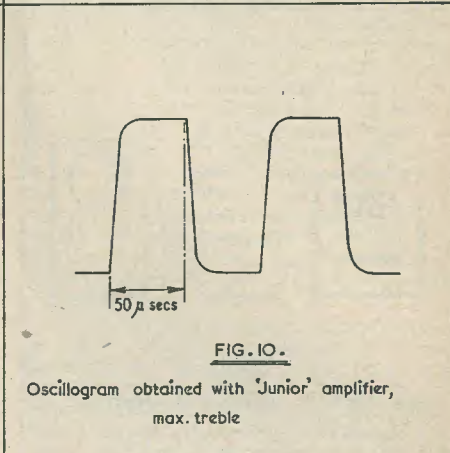 50 µ secs
FIG. 10.
Oscillogram obtained with 'Junior' amplifier,
max. treble